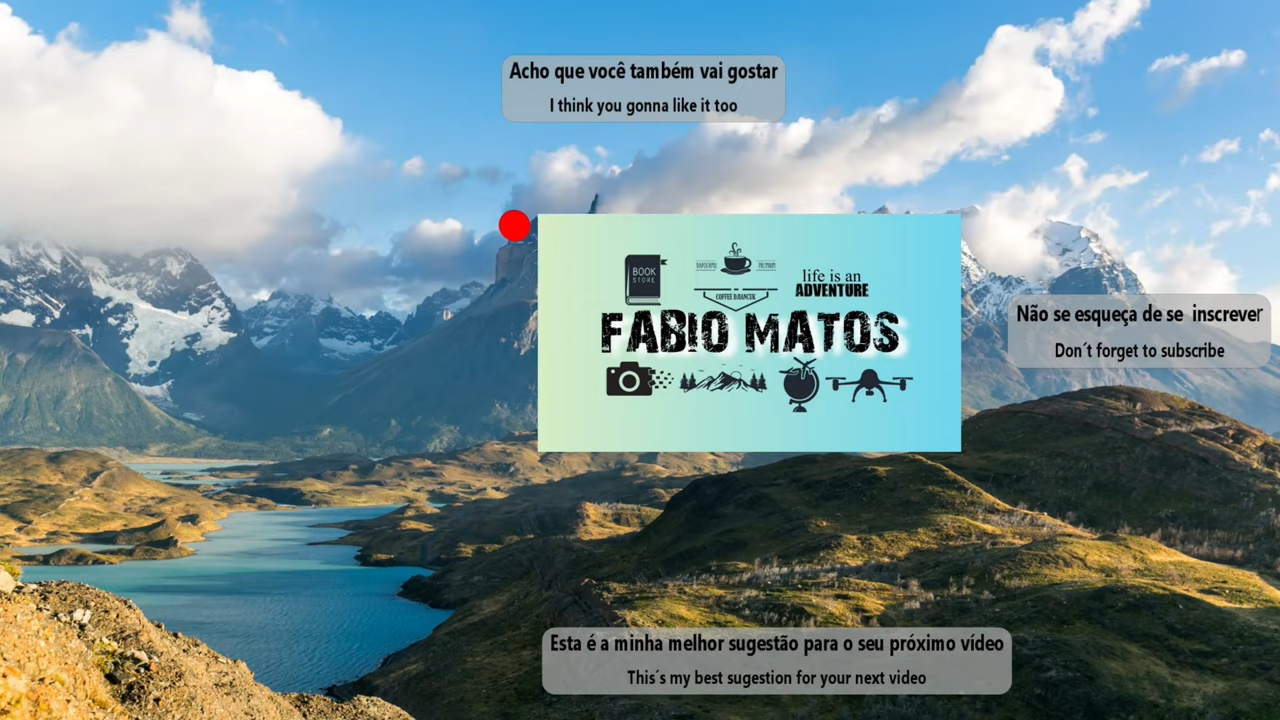 Acho que você também vai gostar
I think you gonna like it too
BOOK
STORE
PREMIUM
COFFEE
life is an
ADVENTURE
FABIO MATOS
Não se esqueça de se inscrever
Don´t forget to subscribe
Esta é a minha melhor sugestão para o seu próximo vídeo
This´s my best sugestion for your next video